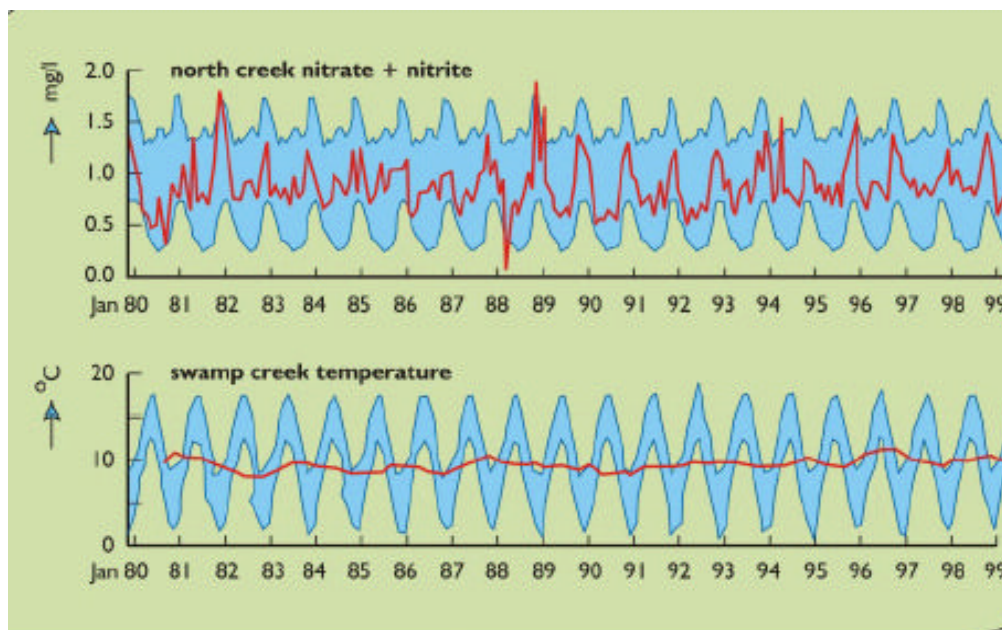 mg/l
north creek nitrate + nitrite
2.0
1.5
1.0
0.5
0.0
Jan 80 81 82 83 84 85 86 87 88 89 90 91 92 93 94 95 96 97 98 99
°C
swamp creek temperature
20
10
0
Jan 80 81 82 83 84 85 86 87 88 89 90 91 92 93 94 95 96 97 98 99